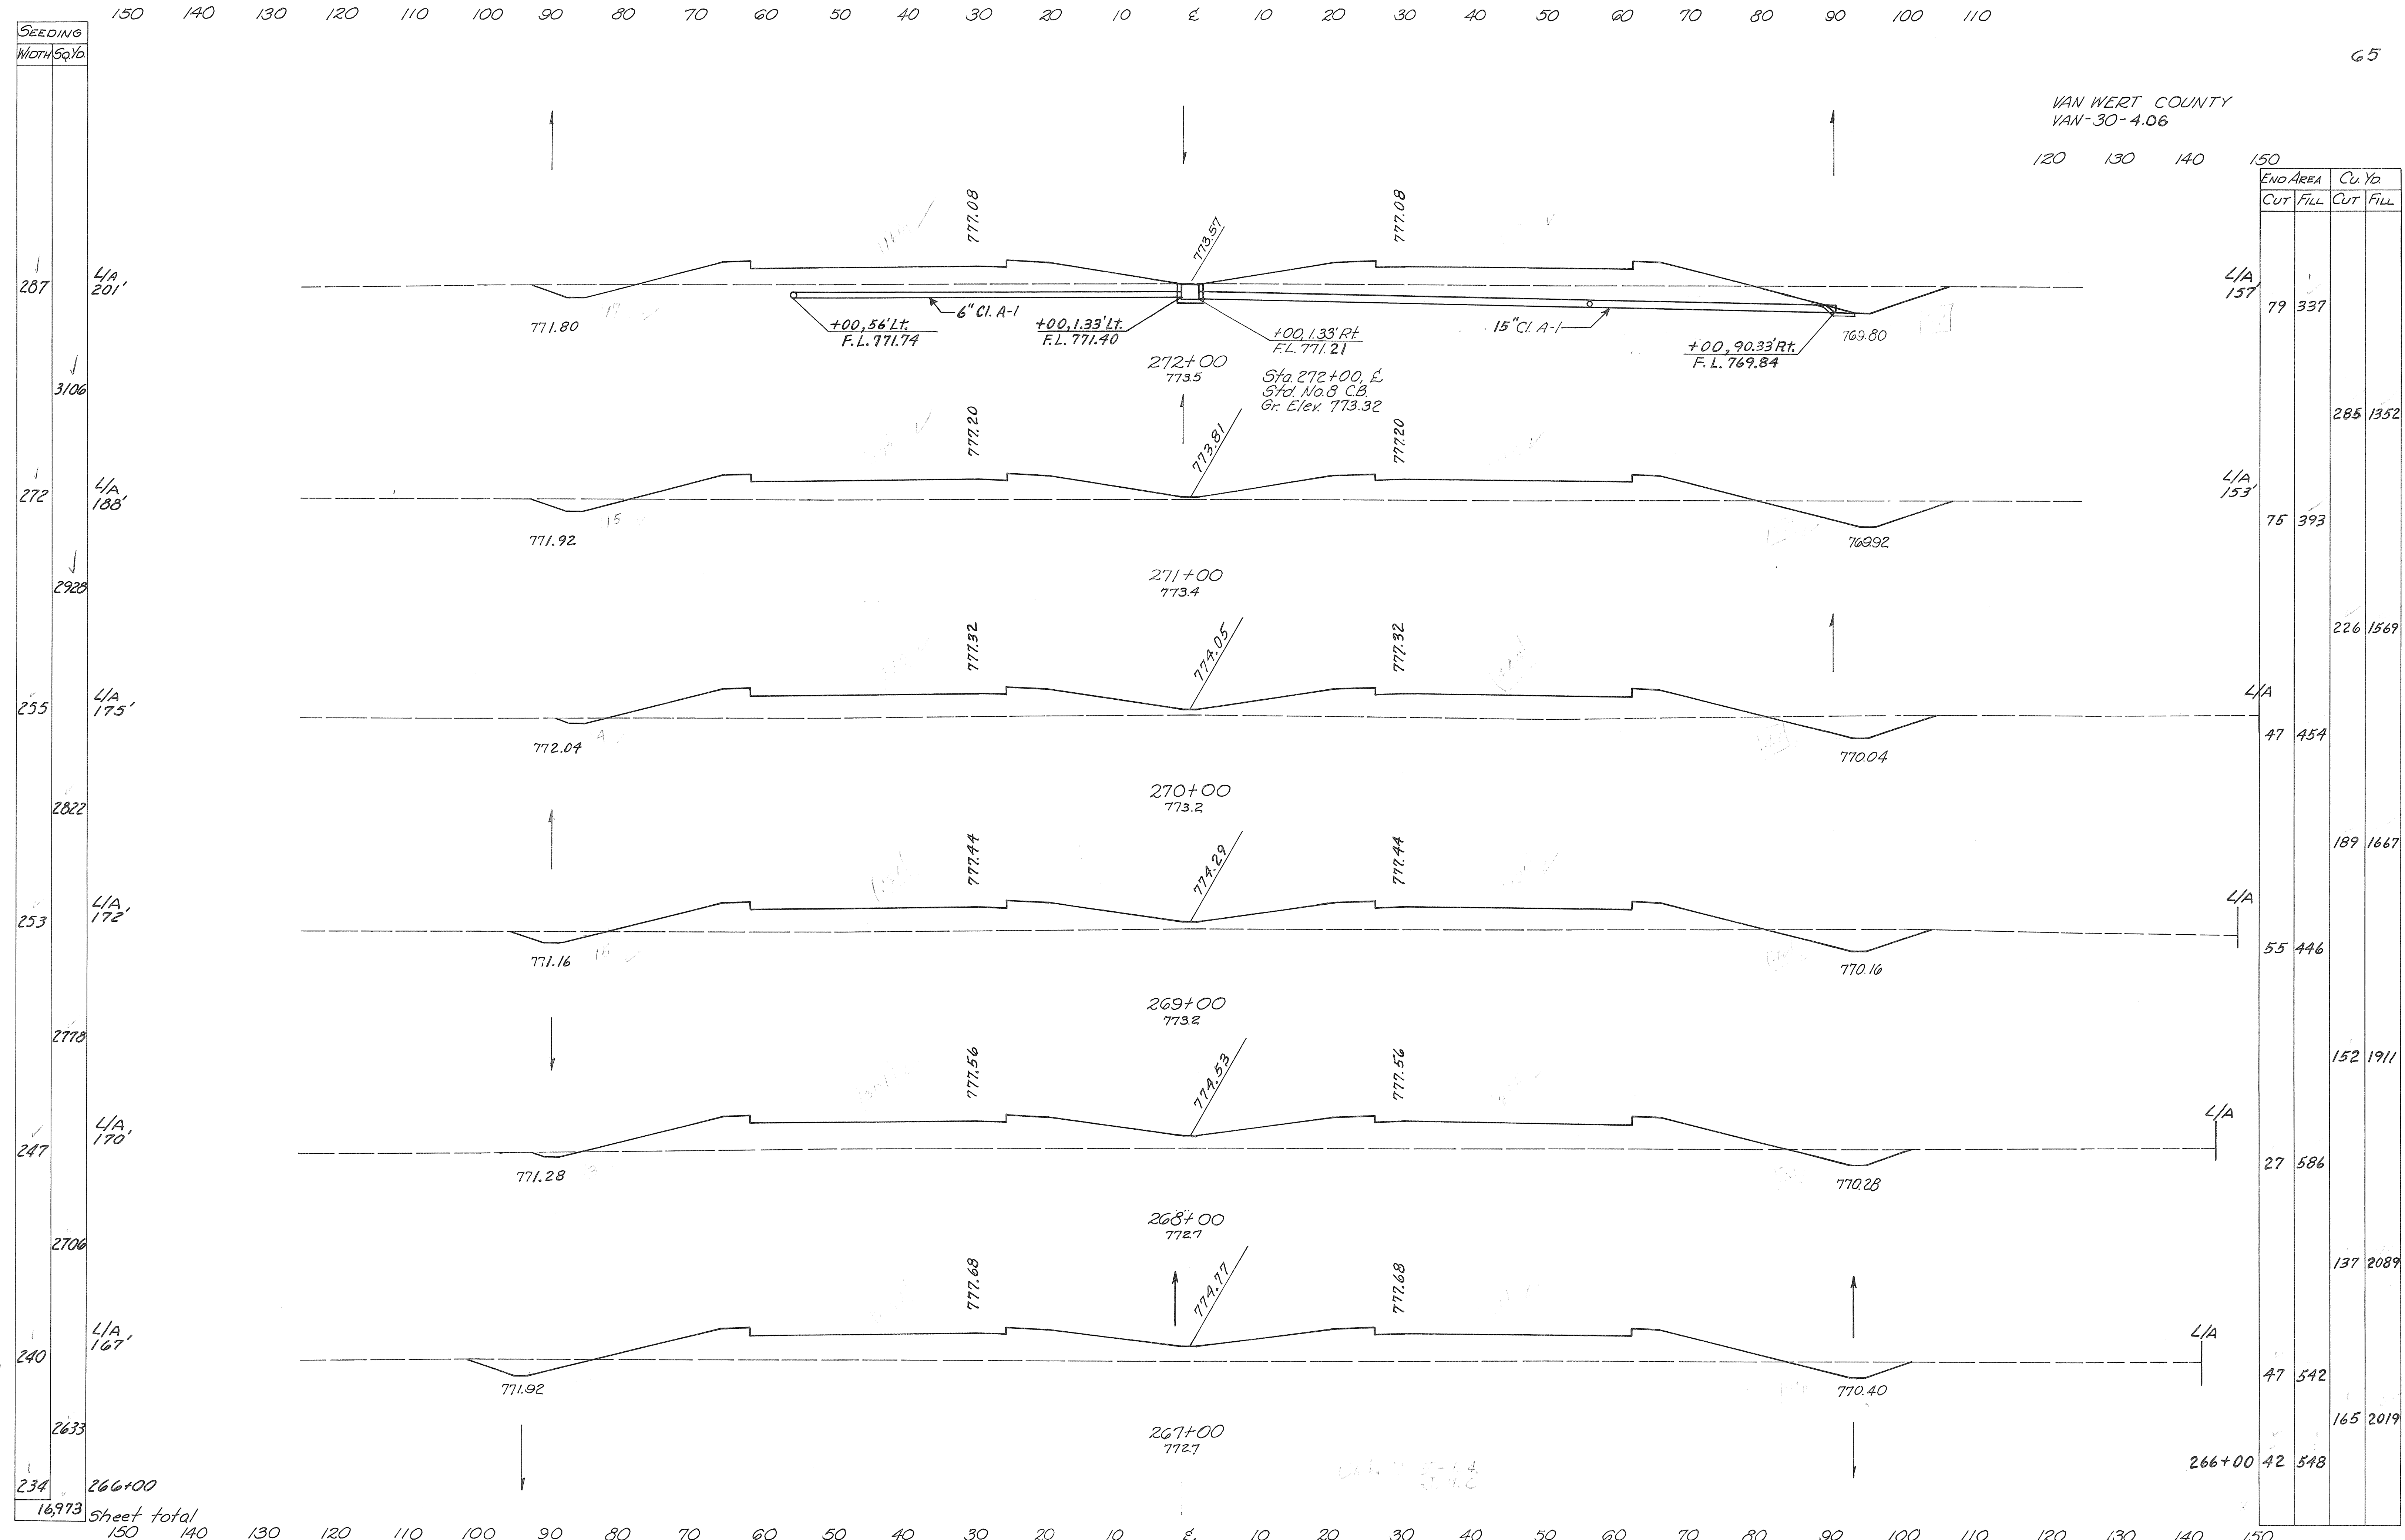 150 140 130 120 110 100 90 80 70 60 50 40 30 20 10 ℄ 10 20 30 40 50 60 70 80 90 100 110
65
SEEDING
WIDTH SQ.YD.
VAN WERT COUNTY
VAN-30-4.06
120 130 140 150
END AREA CU. YD.
CUT FILL CUT FILL
777.08 773.57 777.08
287
L/A
201'
L/A
157'
79 337
771.80
17
6" Cl. A-1
15" Cl. A-1
769.80
+00, 56' Lt.
F.L. 771.74
+00, 1.33' Lt.
F.L. 771.40
+00, 1.33' Rt.
F.L. 771.21
+00, 90.33' Rt.
F.L. 769.84
272+00
773.5
Sta. 272+00, ℄
Std. No.8 C.B.
Gr. Elev. 773.32
3106
285 1352
777.20 773.81 777.20
272
L/A
188'
L/A
153'
75 393
15
771.92
769.92
271+00
773.4
2928
226 1569
777.32 774.05 777.32
255
L/A
175'
L/A
47 454
4
772.04
770.04
270+00
773.2
2822
189 1667
777.44 774.29 777.44
253
L/A
172'
L/A
55 446
771.16
770.16
269+00
773.2
2778
152 1911
777.56 774.53 777.56
247
L/A
170'
L/A
27 586
771.28
3
770.28
268+00
772.7
2706
137 2089
777.68 774.77 777.68
240
L/A
167'
L/A
47 542
771.92
770.40
267+00
772.7
2633
165 2019
234 266+00
266+00 42 548
16,973 Sheet total
150 140 130 120 110 100 90 80 70 60 50 40 30 20 10 ℄ 10 20 30 40 50 60 70 80 90 100 110 120 130 140 150